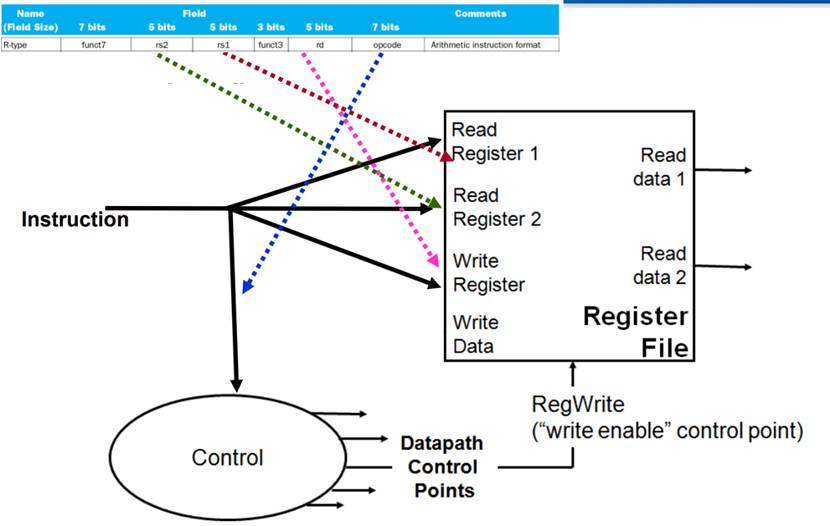 Name Field Comments
(Field Size) 7 bits 5 bits 5 bits 3 bits 5 bits 7 bits
R-type funct7 rs2 rs1 funct3 rd opcode Arithmetic instruction format
Read
Register 1
Read
data 1
Read
Register 2
Instruction
Write
Register
Read
data 2
Write
Data
Register
File
RegWrite
("write enable" control point)
Control
Datapath
Control
Points